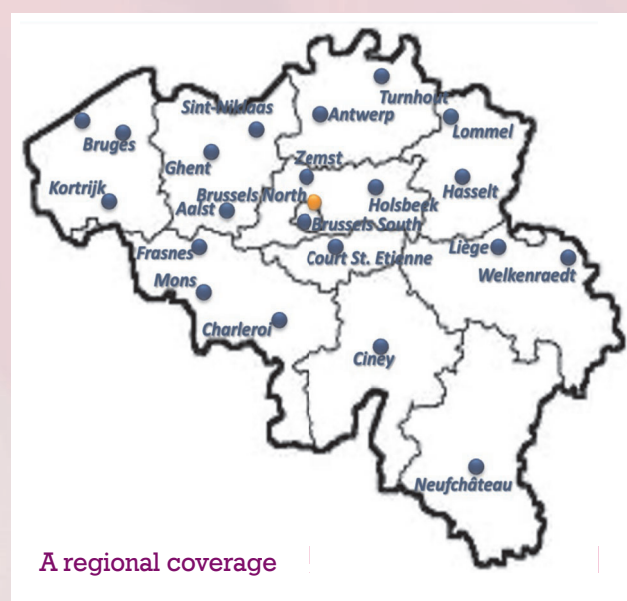 Turnhout
Sint-Niklaas
Antwerp
Lommel
Bruges
Zemst
Ghent
Kortrijk
Brussels North
Hasselt
Holsbeek
Aalst
Brussels South
Frasnes
Court St. Etienne
Liège
Welkenraedt
Mons
Charleroi
Ciney
Neufchâteau
A regional coverage